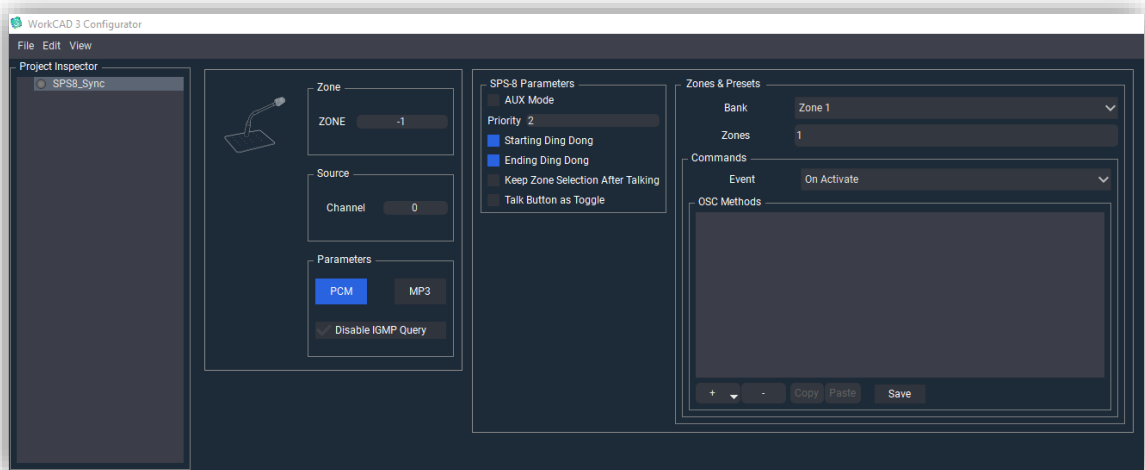 WorkCAD 3 Configurator
File Edit View
Project Inspector
SPS8_Sync
Zone
ZONE -1
Source
Channel 0
Parameters
PCM MP3
Disable IGMP Query
SPS-8 Parameters
AUX Mode
Priority 2
Starting Ding Dong
Ending Ding Dong
Keep Zone Selection After Talking
Talk Button as Toggle
Zones & Presets
Bank Zone 1
Zones 1
Commands
Event On Activate
OSC Methods
+ - Copy Paste Save